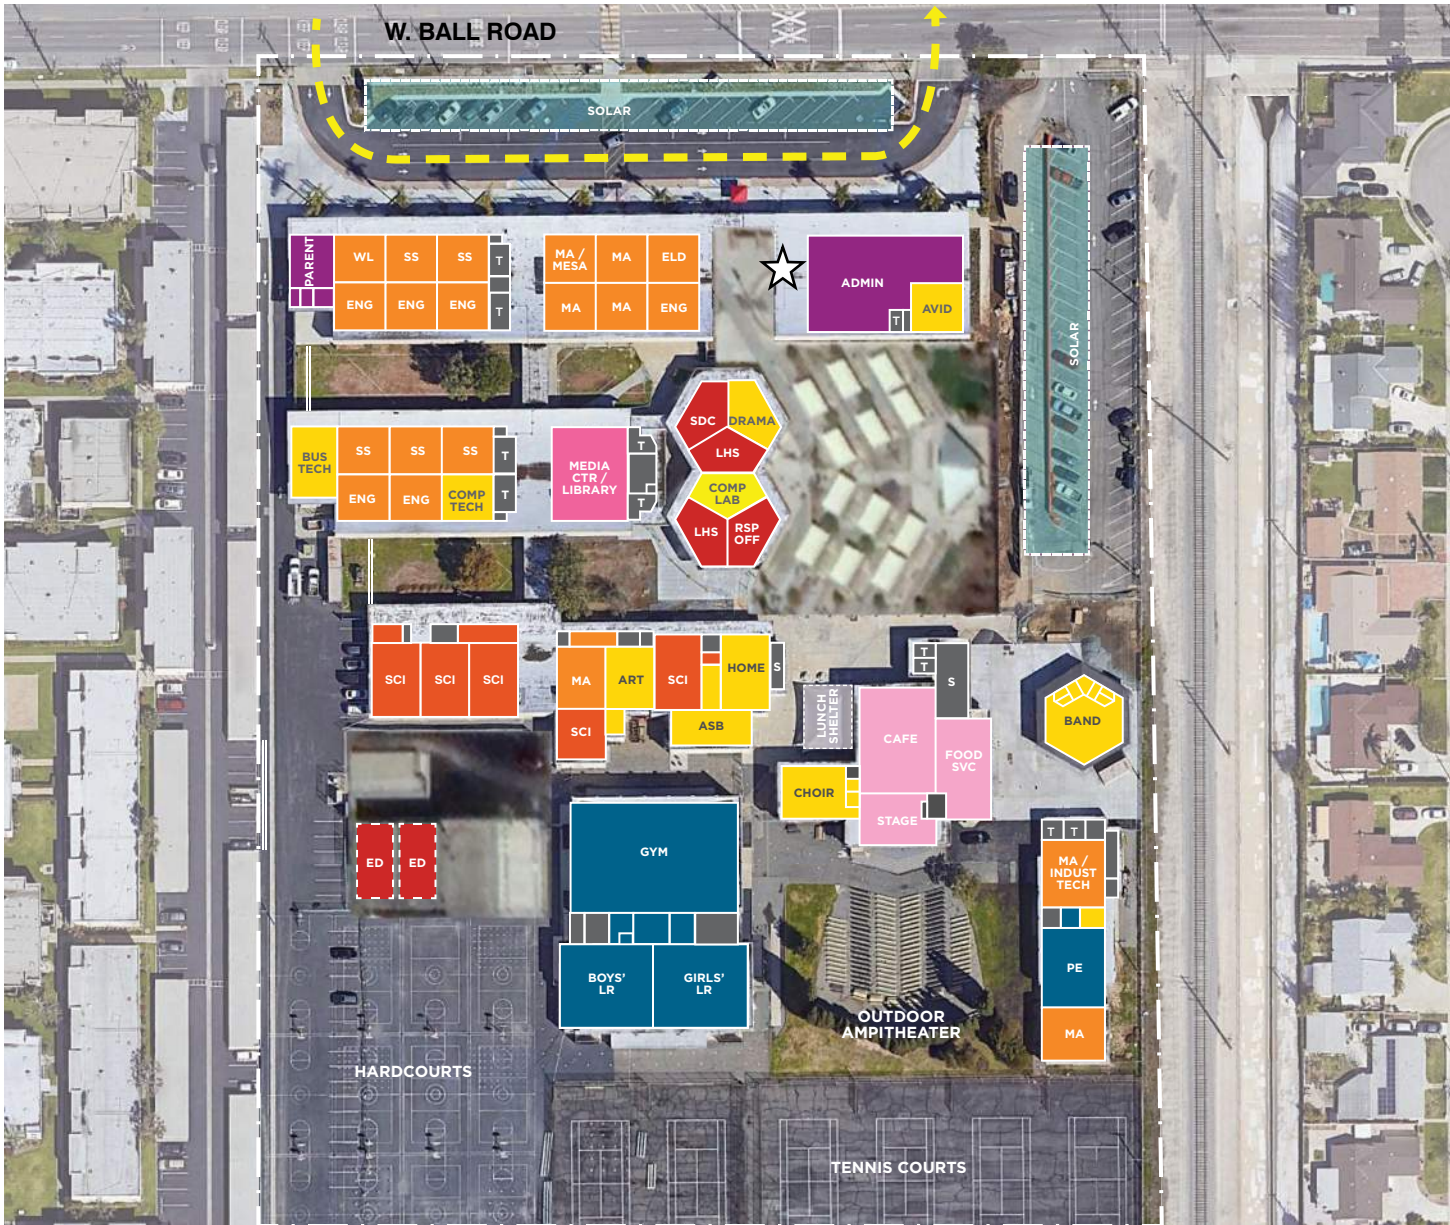 W. BALL ROAD
SOLAR
SOLAR
PARENT
WL
SS
SS
T
ENG
ENG
ENG
T
MA /
MESA
MA
ELD
MA
MA
ENG
ADMIN
T
AVID
BUS
TECH
SS
SS
SS
T
ENG
ENG
COMP
TECH
T
MEDIA
CTR /
LIBRARY
T
T
SDC
DRAMA
LHS
COMP
LAB
LHS
RSP
OFF
SCI
SCI
SCI
MA
ART
SCI
HOME
S
SCI
ASB
LUNCH
SHELTER
T
T
S
CAFE
FOOD
SVC
BAND
CHOIR
STAGE
ED
ED
GYM
BOYS'
LR
GIRLS'
LR
T
T
MA /
INDUST
TECH
PE
MA
OUTDOOR
AMPITHEATER
HARDCOURTS
TENNIS COURTS